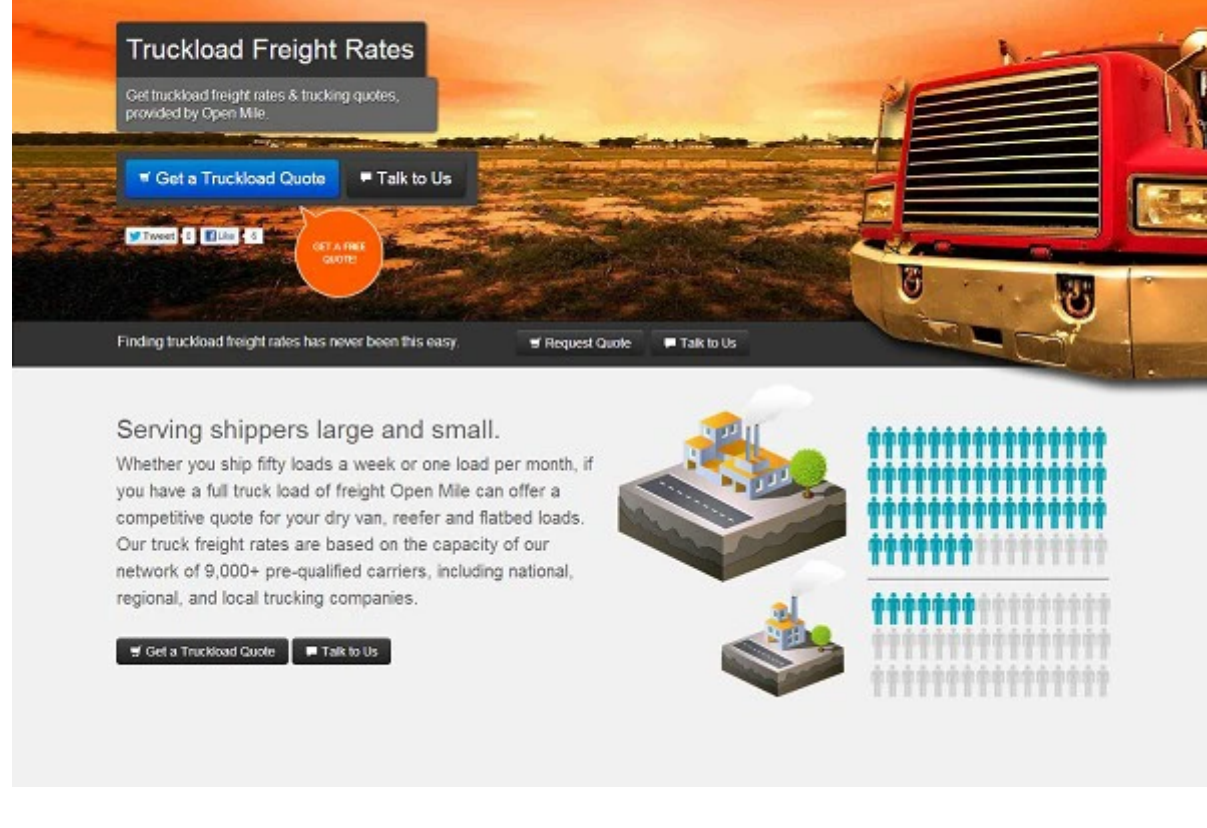 Truckload Freight Rates
Get truckload freight rates & trucking quotes,
provided by Open Mile.
Get a Truckload Quote
Talk to Us
Tweet 0 Like 6
GET A FREE
QUOTE!
Finding truckload freight rates has never been this easy.
Request Quote
Talk to Us
Serving shippers large and small.
Whether you ship fifty loads a week or one load per month, if
you have a full truck load of freight Open Mile can offer a
competitive quote for your dry van, reefer and flatbed loads.
Our truck freight rates are based on the capacity of our
network of 9,000+ pre-qualified carriers, including national,
regional, and local trucking companies.
Get a Truckload Quote
Talk to Us